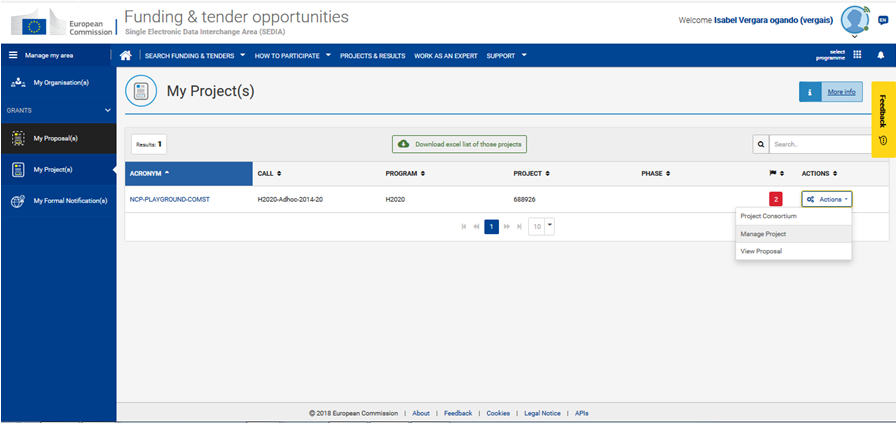 European Commission
Funding & tender opportunities
Single Electronic Data Interchange Area (SEDIA)
Welcome Isabel Vergara ogando (vergais)
EN
Manage my area
SEARCH FUNDING & TENDERS
HOW TO PARTICIPATE
PROJECTS & RESULTS
WORK AS AN EXPERT
SUPPORT
select programme
My Organisation(s)
GRANTS
My Proposal(s)
My Project(s)
My Formal Notification(s)
My Project(s)
i More info
Feedback
Results: 1
Download excel list of those projects
Search..
ACRONYM CALL PROGRAM PROJECT PHASE ACTIONS
NCP-PLAYGROUND-COMST H2020-Adhoo-2014-20 H2020 688926 2 Actions
Project Consortium
Manage Project
View Proposal
1 10
© 2018 European Commission | About | Feedback | Cookies | Legal Notice | APIs